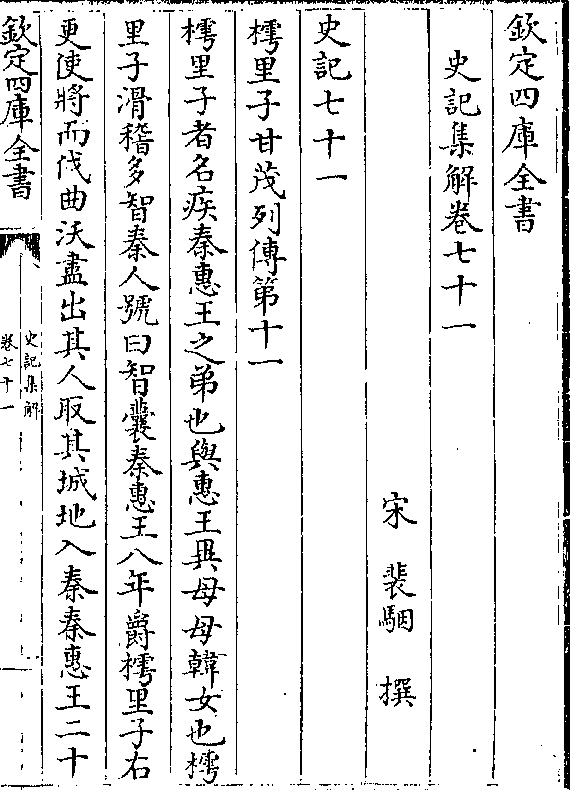 欽定四庫全書
史記集解卷七十一
宋 裴駰 撰
史記七十一
樗里子甘茂列傳第十一
樗里子者名疾秦惠王之弟也與惠王異母母韓女也樗
里子滑稽多智秦人號曰智囊秦惠王八年爵樗里子右
更使將而伐曲沃盡出其人取其城地入秦秦惠王二十
欽定四庫全書
史記集解
卷七十一